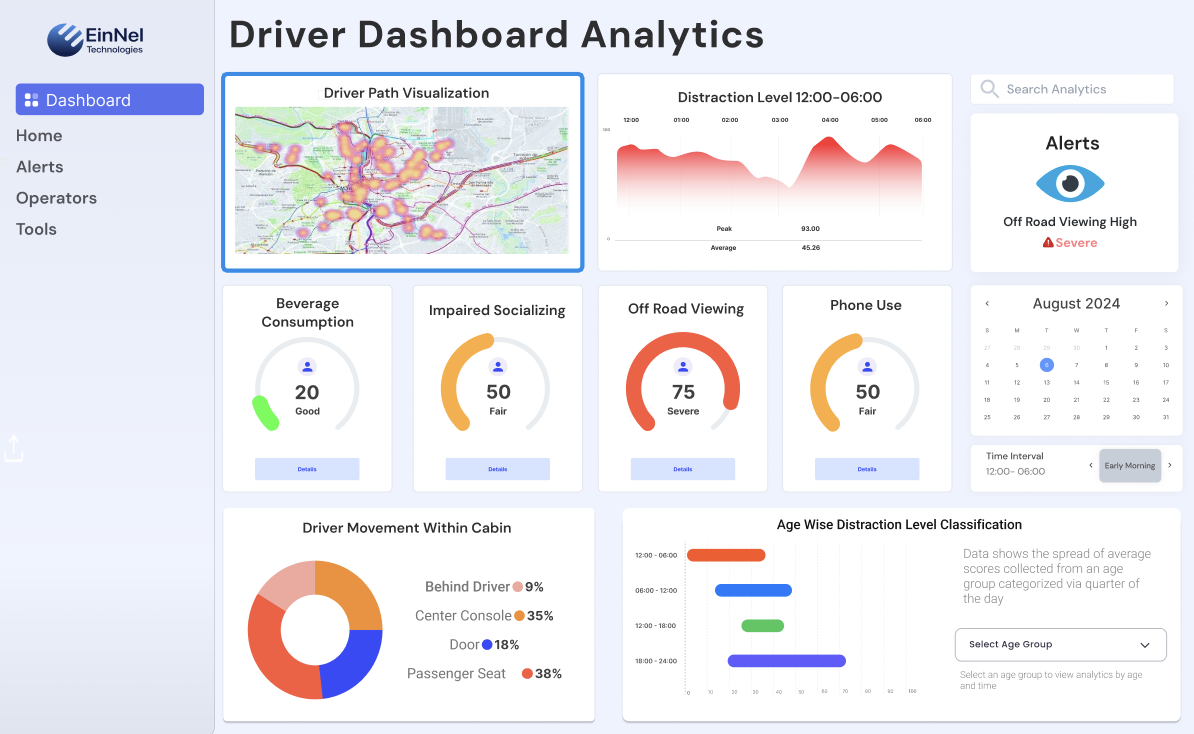 EinNel
Technologies
Dashboard
Home
Alerts
Operators
Tools
Driver Dashboard Analytics
Driver Path Visualization
Distraction Level 12:00-06:00
12:00 01:00 02:00 03:00 04:00 05:00 06:00
100
0
Peak 93.00
Average 45.26
Search Analytics
Alerts
Off Road Viewing High
Severe
Beverage
Consumption
20
Good
Details
Impaired Socializing
50
Fair
Details
Off Road Viewing
75
Severe
Details
Phone Use
50
Fair
Details
‹ August 2024 ›
S M T W T F S
27 28 29 30 1 2 3
4 5 6 7 8 9 10
11 12 13 14 15 16 17
18 19 20 21 22 23 24
25 26 27 28 29 30 31
Time Interval
12:00- 06:00
‹ Early Morning ›
Driver Movement Within Cabin
Behind Driver 9%
Center Console 35%
Door 18%
Passenger Seat 38%
Age Wise Distraction Level Classification
12:00 - 06:00
06:00 - 12:00
12:00 - 18:00
18:00 - 24:00
0 10 20 30 40 50 60 70 80 90 100
Data shows the spread of average
scores collected from an age
group categorized via quarter of
the day
Select Age Group
Select an age group to view analytics by age
and time